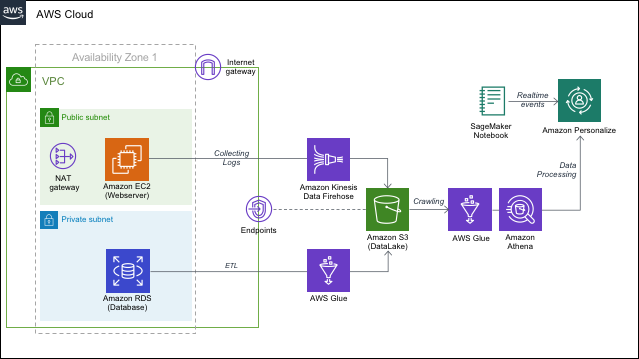 aws
AWS Cloud
Availability Zone 1
Internet
gateway
VPC
Public subnet
NAT
gateway
Amazon EC2
(Webserver)
Collecting
Logs
Amazon Kinesis
Data Firehose
SageMaker
Notebook
Realtime
events
Amazon Personalize
Data
Processing
Private subnet
Endpoints
Amazon S3
(DataLake)
Crawling
AWS Glue
Amazon
Athena
Amazon RDS
(Database)
ETL
AWS Glue